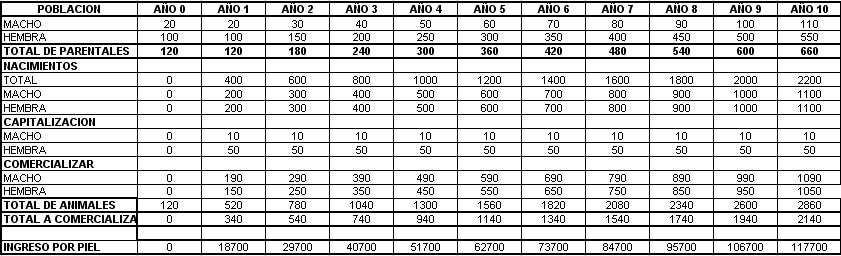 POBLACION AÑO 0 AÑO 1 AÑO 2 AÑO 3 AÑO 4 AÑO 5 AÑO 6 AÑO 7 AÑO 8 AÑO 9 AÑO 10
MACHO 20 20 30 40 50 60 70 80 90 100 110
HEMBRA 100 100 150 200 250 300 350 400 450 500 550
TOTAL DE PARENTALES 120 120 180 240 300 360 420 480 540 600 660
NACIMIENTOS
TOTAL 0 400 600 800 1000 1200 1400 1600 1800 2000 2200
MACHO 0 200 300 400 500 600 700 800 900 1000 1100
HEMBRA 0 200 300 400 500 600 700 800 900 1000 1100
CAPITALIZACION
MACHO 0 10 10 10 10 10 10 10 10 10 10
HEMBRA 0 50 50 50 50 50 50 50 50 50 50
COMERCIALIZAR
MACHO 0 190 290 390 490 590 690 790 890 990 1090
HEMBRA 0 150 250 350 450 550 650 750 850 950 1050
TOTAL DE ANIMALES 120 520 780 1040 1300 1560 1820 2080 2340 2600 2860
TOTAL A COMERCIALIZA 0 340 540 740 940 1140 1340 1540 1740 1940 2140
INGRESO POR PIEL 0 18700 29700 40700 51700 62700 73700 84700 95700 106700 117700